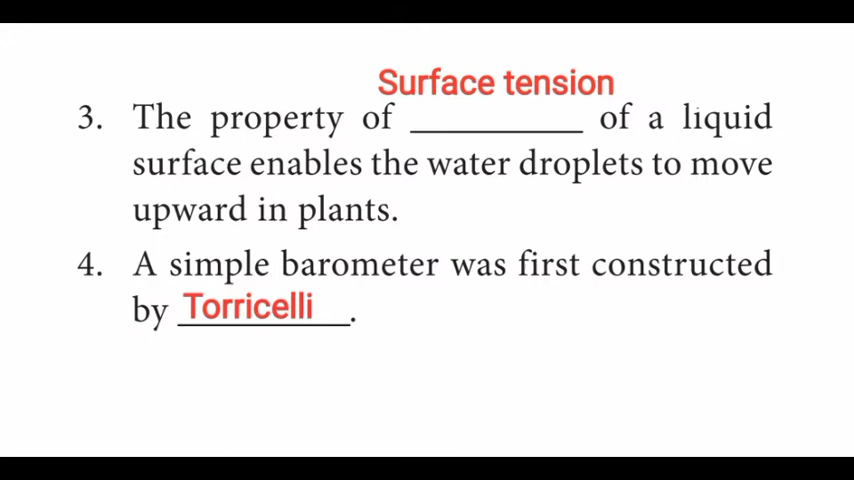 Surface tension
3. The property of __________ of a liquid
surface enables the water droplets to move
upward in plants.
4. A simple barometer was first constructed
by Torricelli.